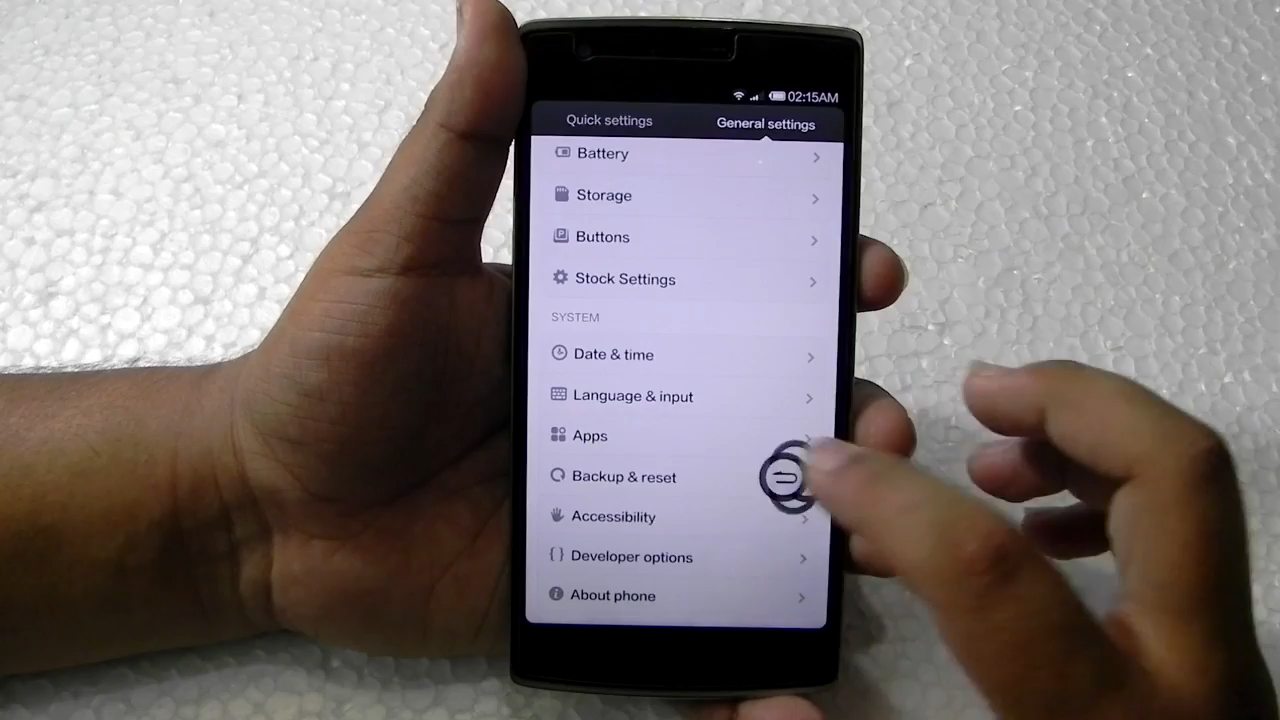 02:15AM
Quick settings
General settings
Battery
Storage
Buttons
Stock Settings
SYSTEM
Date & time
Language & input
Apps
Backup & reset
Accessibility
Developer options
About phone